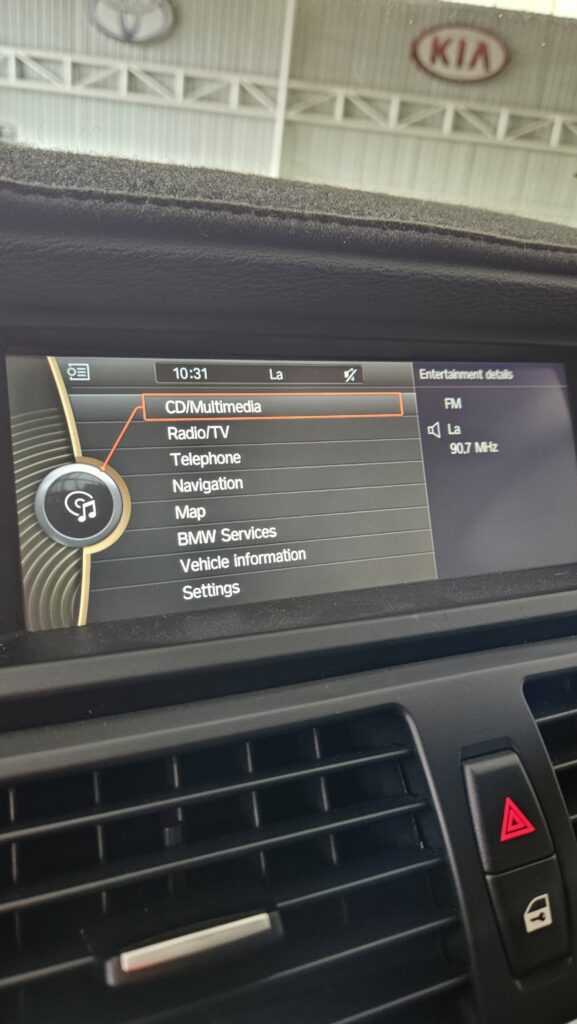 KIA
10:31 La
Entertainment details
CD/Multimedia
Radio/TV
Telephone
Navigation
Map
BMW Services
Vehicle information
Settings
FM
La
90,7 MHz